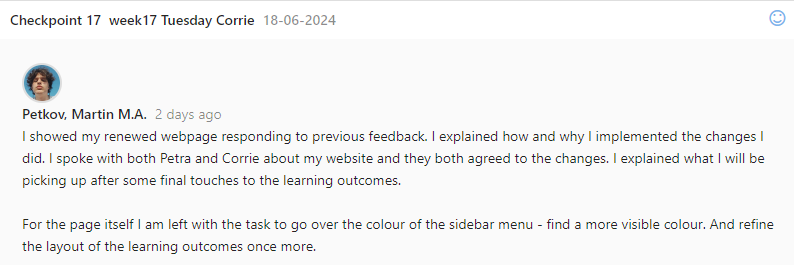 Checkpoint 17 week17 Tuesday Corrie 18-06-2024
Petkov, Martin M.A. 2 days ago
I showed my renewed webpage responding to previous feedback. I explained how and why I implemented the changes I
did. I spoke with both Petra and Corrie about my website and they both agreed to the changes. I explained what I will be
picking up after some final touches to the learning outcomes.
For the page itself I am left with the task to go over the colour of the sidebar menu - find a more visible colour. And refine
the layout of the learning outcomes once more.